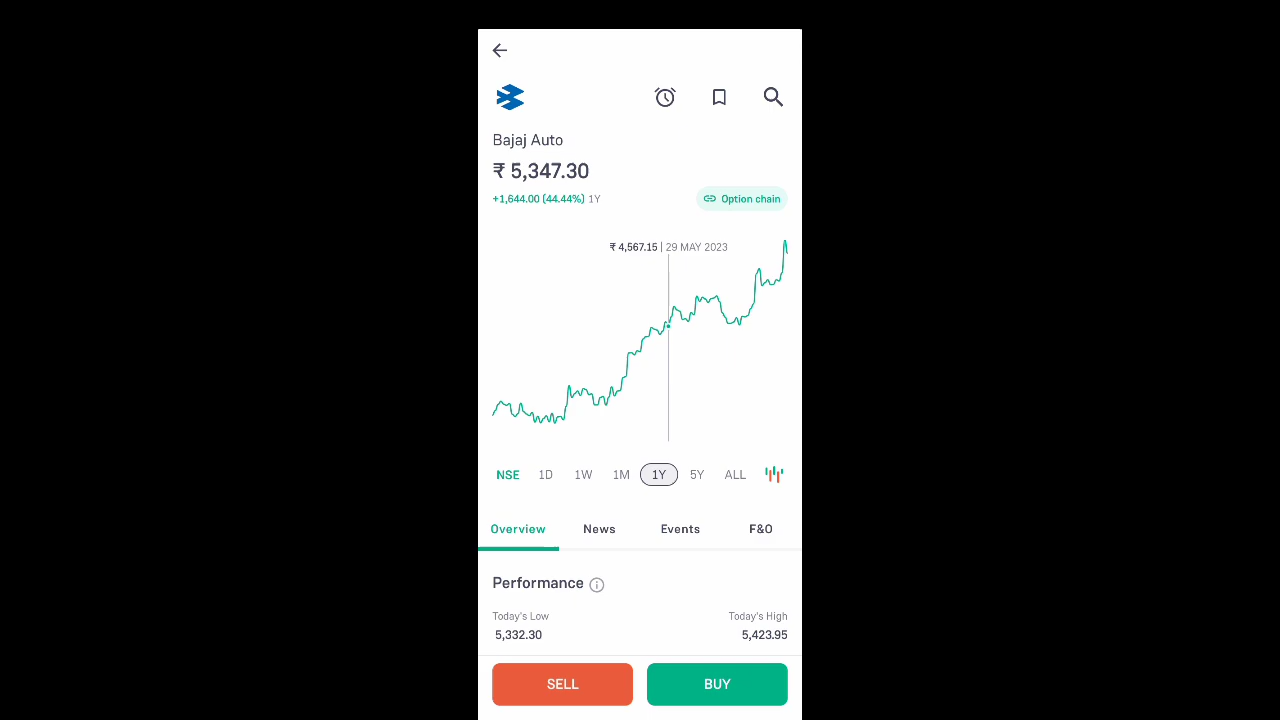 Bajaj Auto
₹ 5,347.30
+1,644.00 (44.44%) 1Y
Option chain
₹ 4,567.15 | 29 MAY 2023
NSE 1D 1W 1M 1Y 5Y ALL
Overview News Events F&O
Performance
Today's Low Today's High
5,332.30 5,423.95
SELL BUY